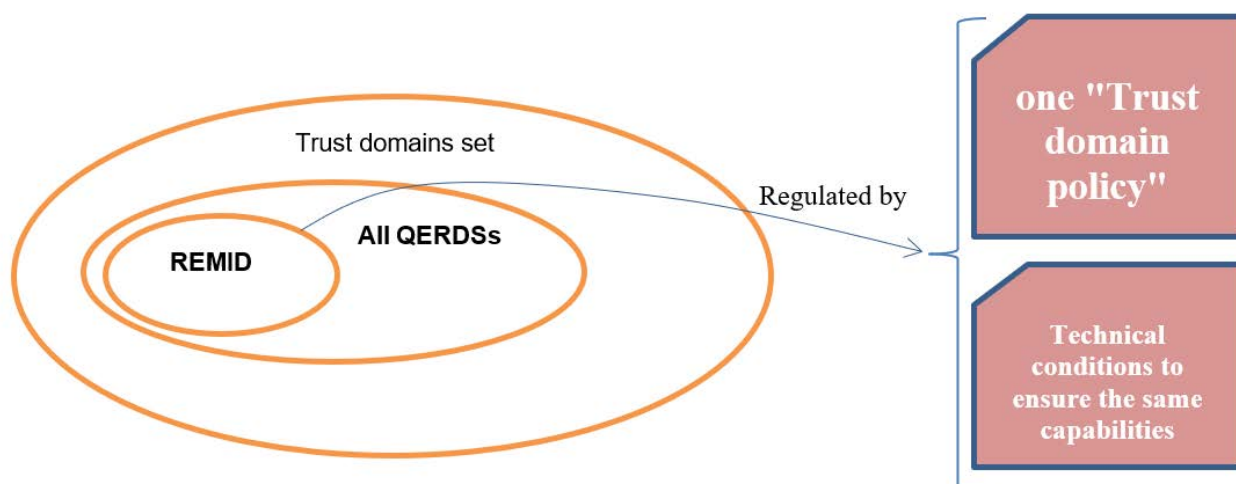 Trust domains set
All QERDSs
REMID
Regulated by
one "Trust
domain
policy"
Technical
conditions to
ensure the same
capabilities